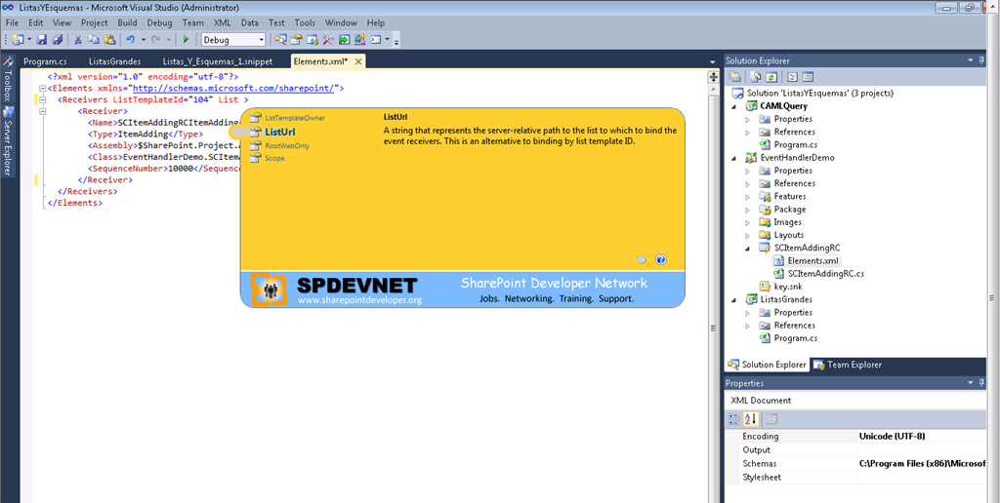 ListasYEsquemas - Microsoft Visual Studio (Administrator)
File Edit View Project Build Debug Team XML Data Test Tools Window Help
Debug
Program.cs ListasGrandes Listas_Y_Esquemas_1.snippet Elements.xml*
Toolbox
Server Explorer
<?xml version="1.0" encoding="utf-8"?>
<Elements xmlns="http://schemas.microsoft.com/sharepoint/">
<Receivers ListTemplateId="104" List >
<Receiver>
<Name>SCItemAddingRCItemAdding
<Type>ItemAdding</Type>
<Assembly>$SharePoint.Project.
<Class>EventHandlerDemo.SCItem
<SequenceNumber>10000</Sequenc
</Receiver>
</Receivers>
</Elements>
ListTemplateOwner
ListUrl
RootWebOnly
Scope
ListUrl
A string that represents the server-relative path to the list to which to bind the
event receivers. This is an alternative to binding by list template ID.
SPDEVNET
www.sharepointdeveloper.org
SharePoint Developer Network
Jobs. Networking. Training. Support.
Solution Explorer
Solution 'ListasYEsquemas' (3 projects)
CAMLQuery
Properties
References
Program.cs
EventHandlerDemo
Properties
References
Features
Package
Images
Layouts
SCItemAddingRC
Elements.xml
SCItemAddingRC.cs
key.snk
ListasGrandes
Properties
References
Program.cs
Solution Explorer Team Explorer
Properties
XML Document
Encoding Unicode (UTF-8)
Output
Schemas C:\Program Files (x86)\Microsof
Stylesheet